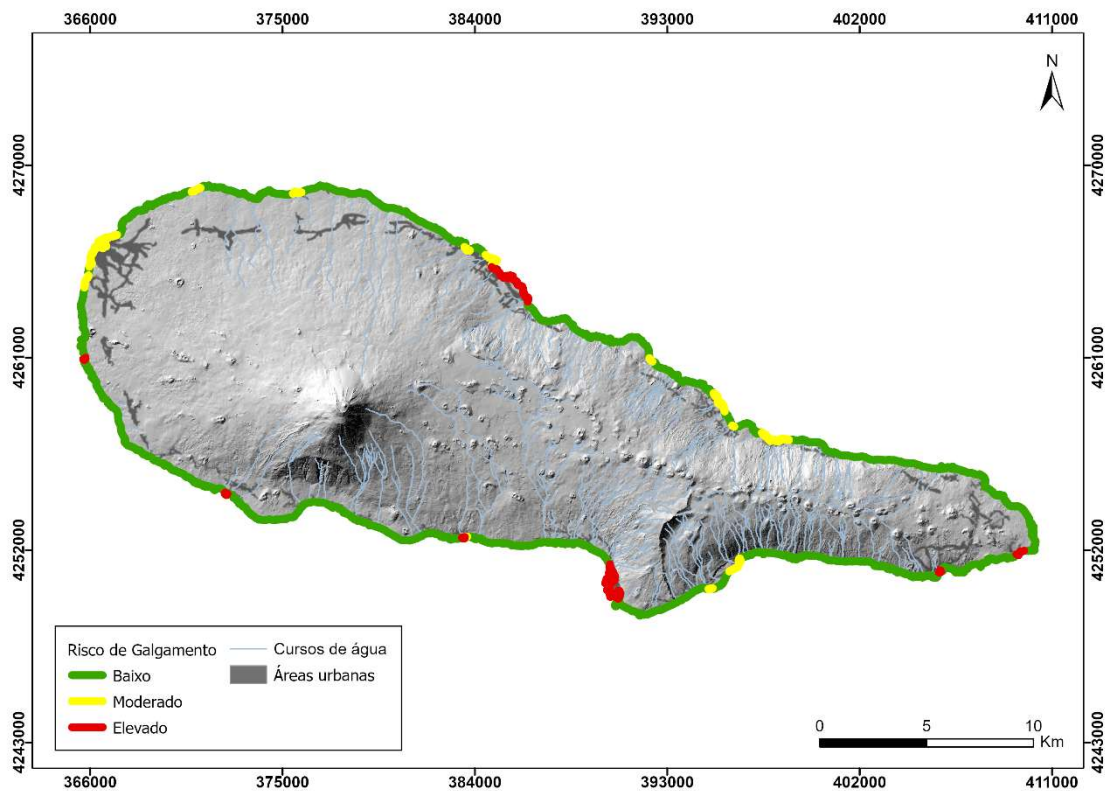 366000 375000 384000 393000 402000 411000
N
4270000 4270000
4261000 4261000
4252000 4252000
4243000 4243000
Risco de Galgamento
Baixo
Moderado
Elevado
Cursos de água
Áreas urbanas
0 5 10
Km
366000 375000 384000 393000 402000 411000